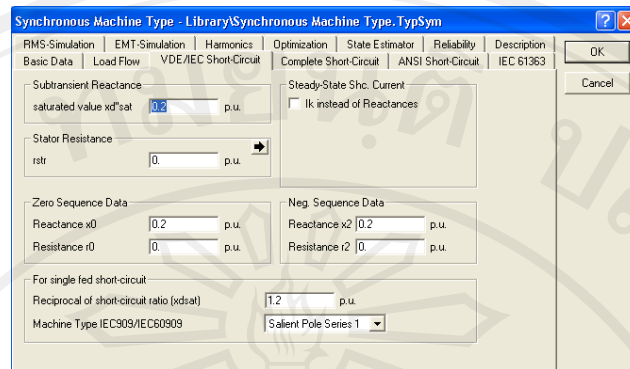 Synchronous Machine Type - Library\Synchronous Machine Type.TypSym
RMS-Simulation EMT-Simulation Harmonics Optimization State Estimator Reliability Description
Basic Data Load Flow VDE/IEC Short-Circuit Complete Short-Circuit ANSI Short-Circuit IEC 61363
OK
Cancel
Subtransient Reactance
saturated value xd"sat 0.2 p.u.
Steady-State Shc. Current
Ik instead of Reactances
Stator Resistance
rstr 0. p.u.
Zero Sequence Data
Reactance x0 0.2 p.u.
Resistance r0 0. p.u.
Neg. Sequence Data
Reactance x2 0.2 p.u.
Resistance r2 0. p.u.
For single fed short-circuit
Reciprocal of short-circuit ratio (xdsat) 1.2 p.u.
Machine Type IEC909/IEC60909 Salient Pole Series 1